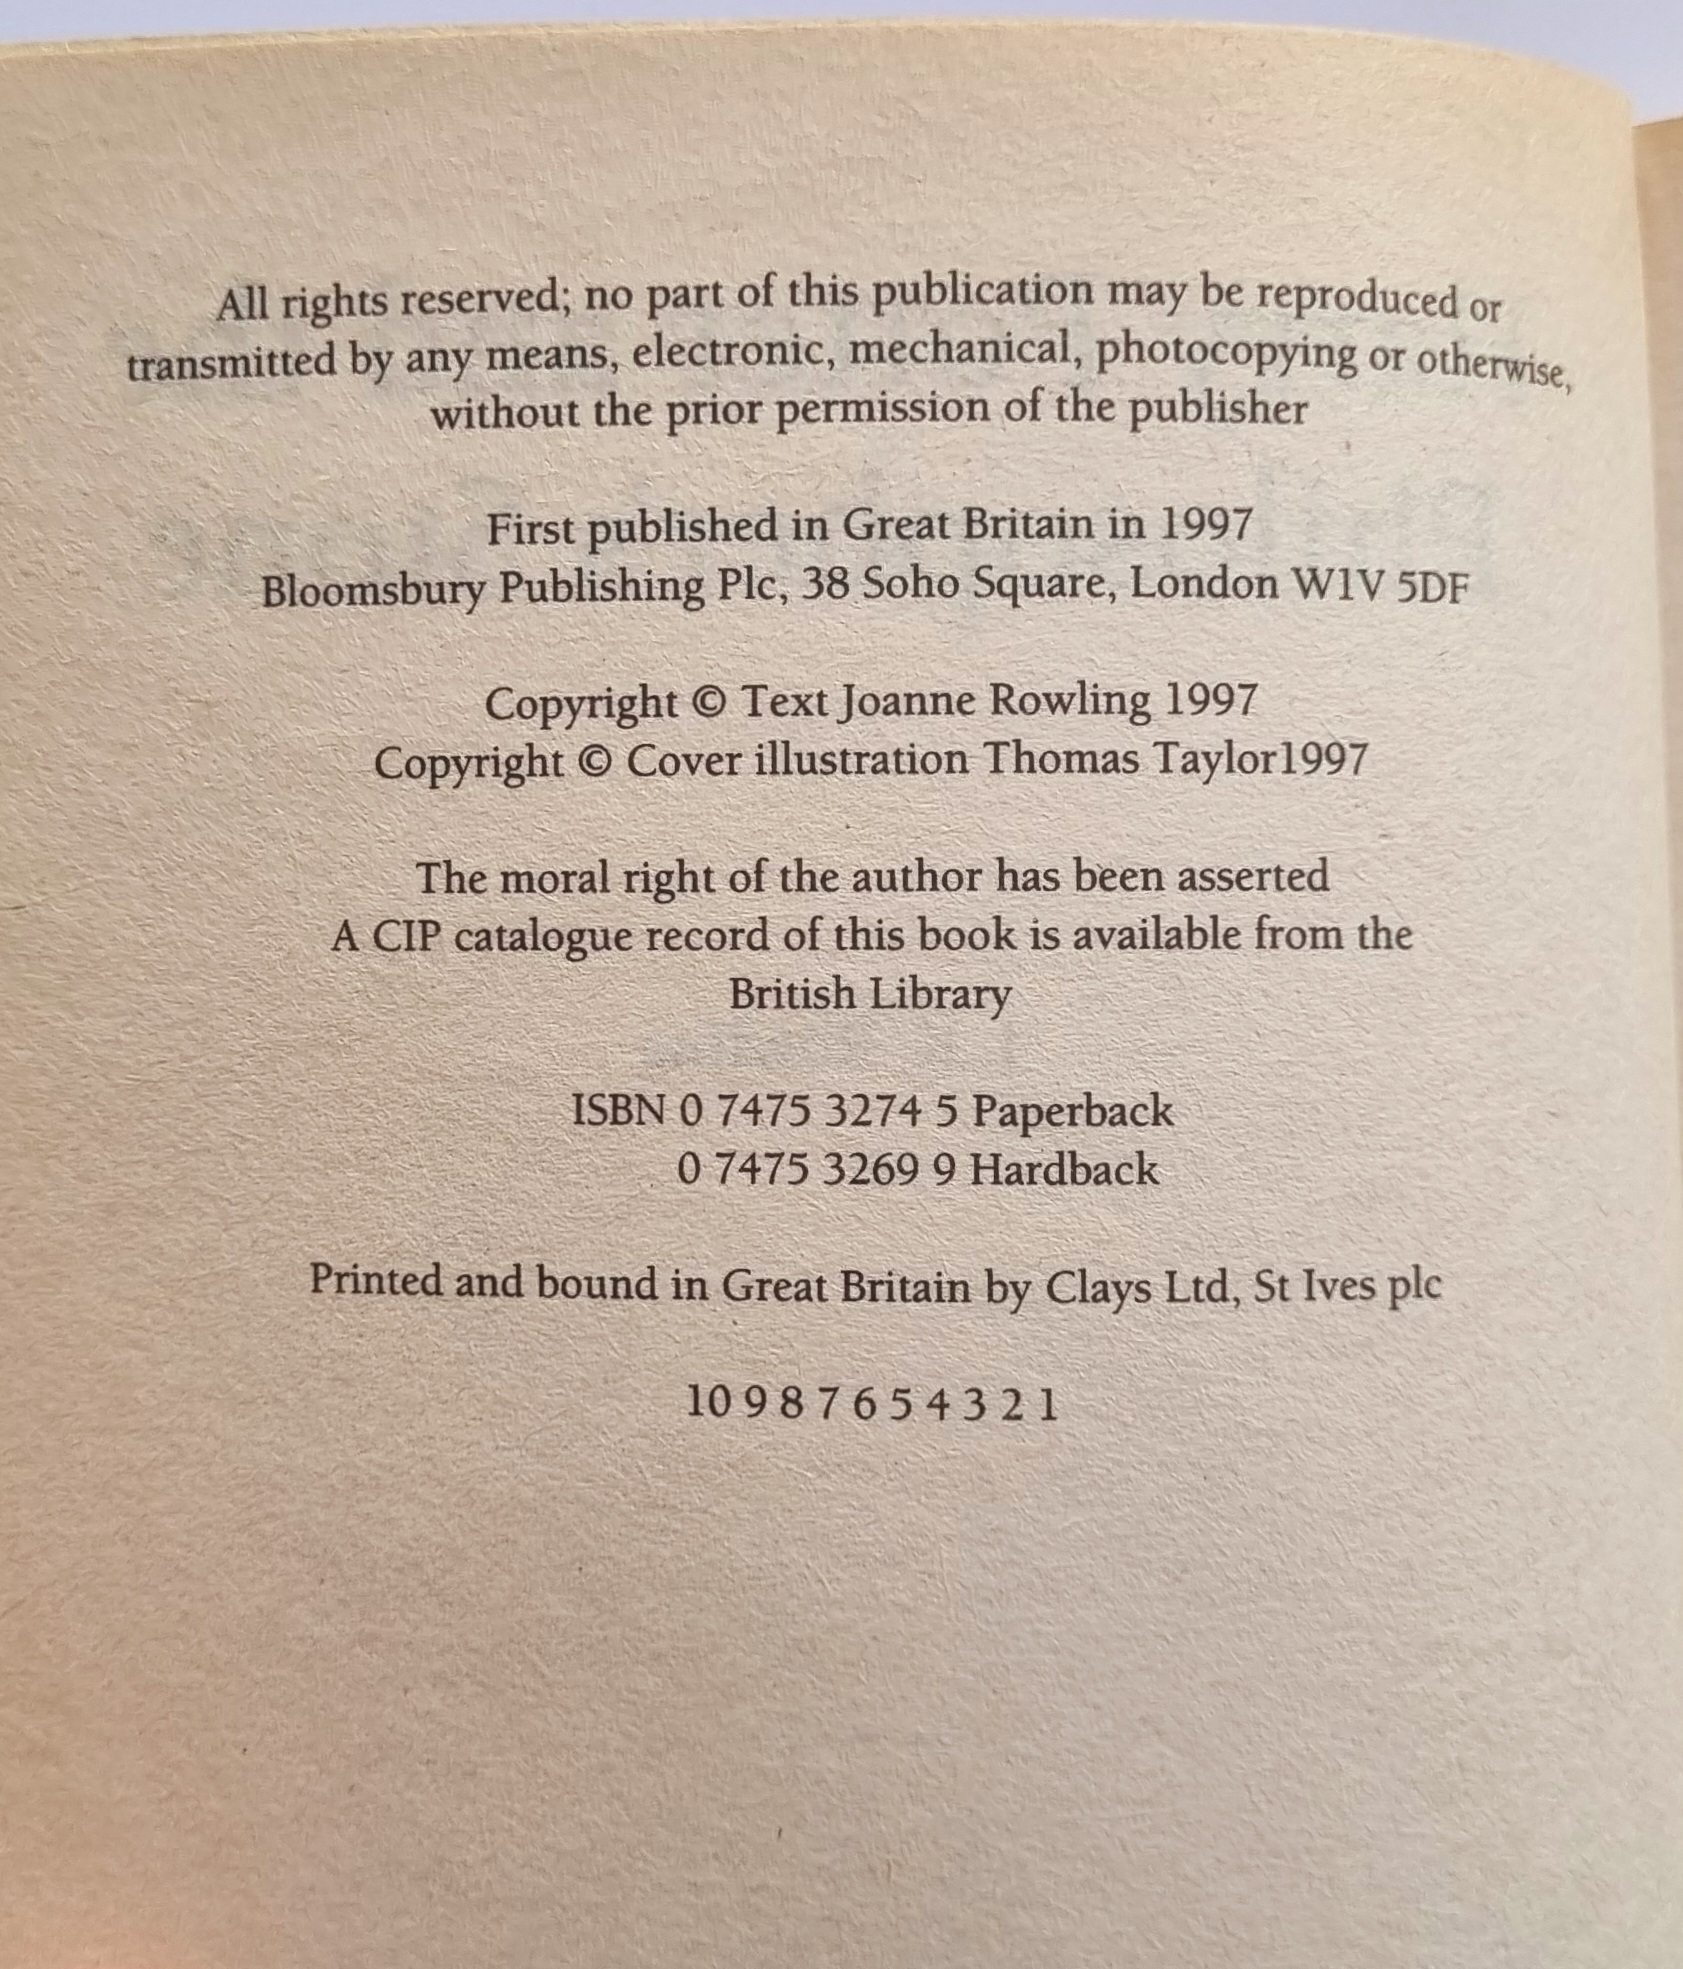 All rights reserved; no part of this publication may be reproduced or
transmitted by any means, electronic, mechanical, photocopying or otherwise,
without the prior permission of the publisher
First published in Great Britain in 1997
Bloomsbury Publishing Plc, 38 Soho Square, London W1V 5DF
Copyright © Text Joanne Rowling 1997
Copyright © Cover illustration Thomas Taylor1997
The moral right of the author has been asserted
A CIP catalogue record of this book is available from the
British Library
ISBN 0 7475 3274 5 Paperback
0 7475 3269 9 Hardback
Printed and bound in Great Britain by Clays Ltd, St Ives plc
10 9 8 7 6 5 4 3 2 1